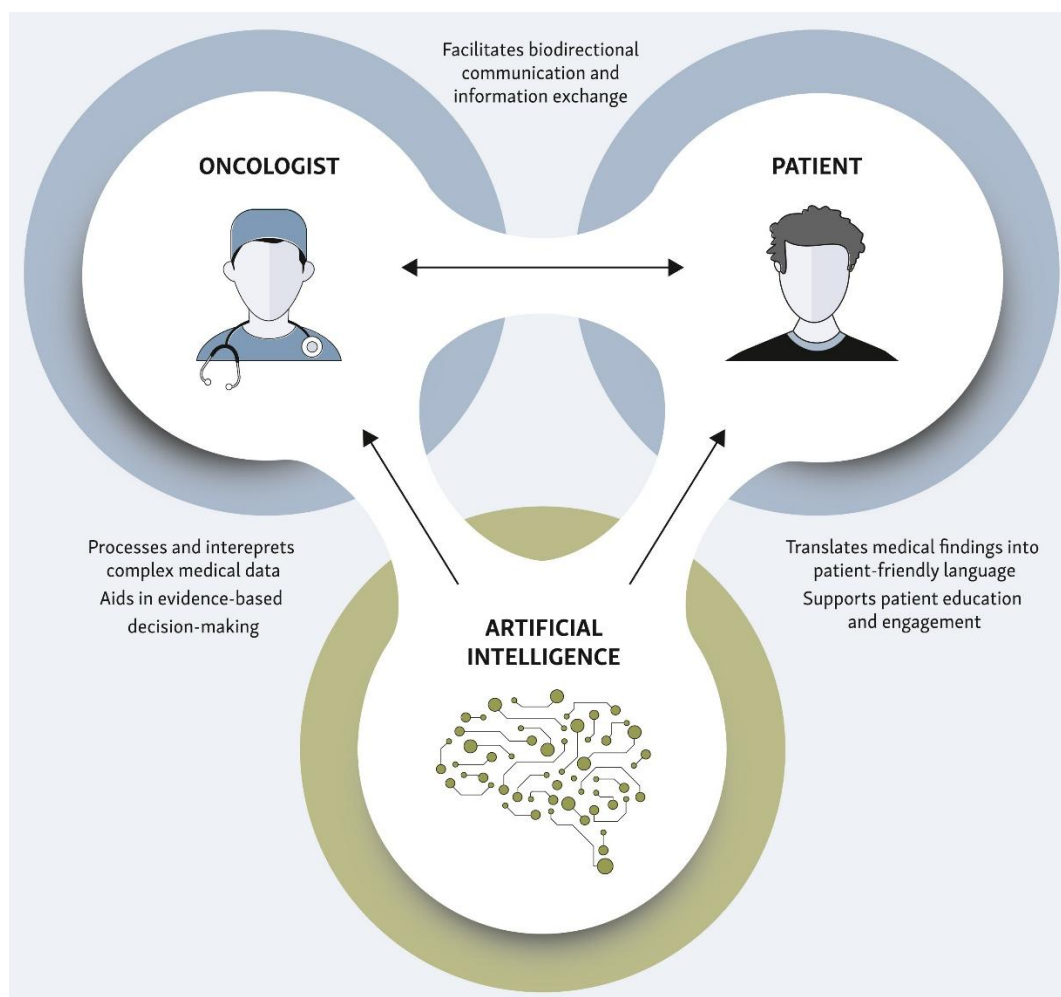 Facilitates biodirectional
communication and
information exchange
ONCOLOGIST
PATIENT
Processes and intereprets
complex medical data
Aids in evidence-based
decision-making
Translates medical findings into
patient-friendly language
Supports patient education
and engagement
ARTIFICIAL
INTELLIGENCE